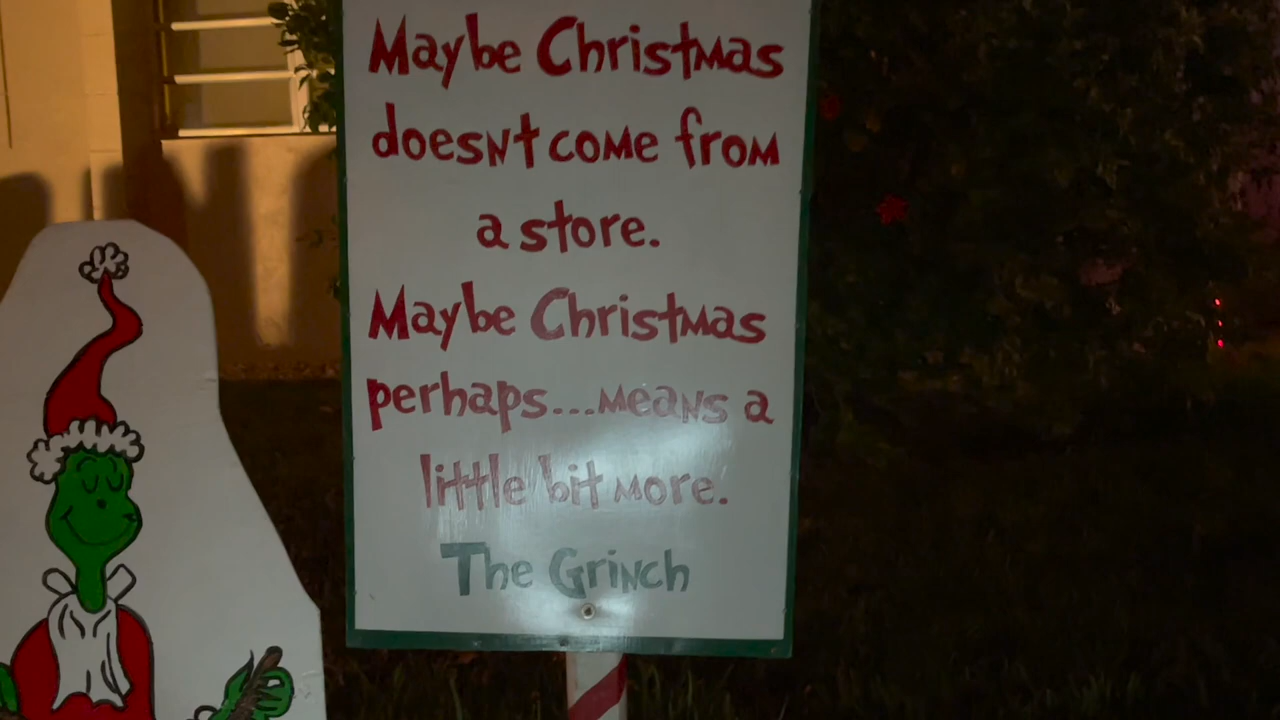 Maybe Christmas
doesn't come from
a store.
Maybe Christmas
perhaps...means a
little bit more.
The Grinch